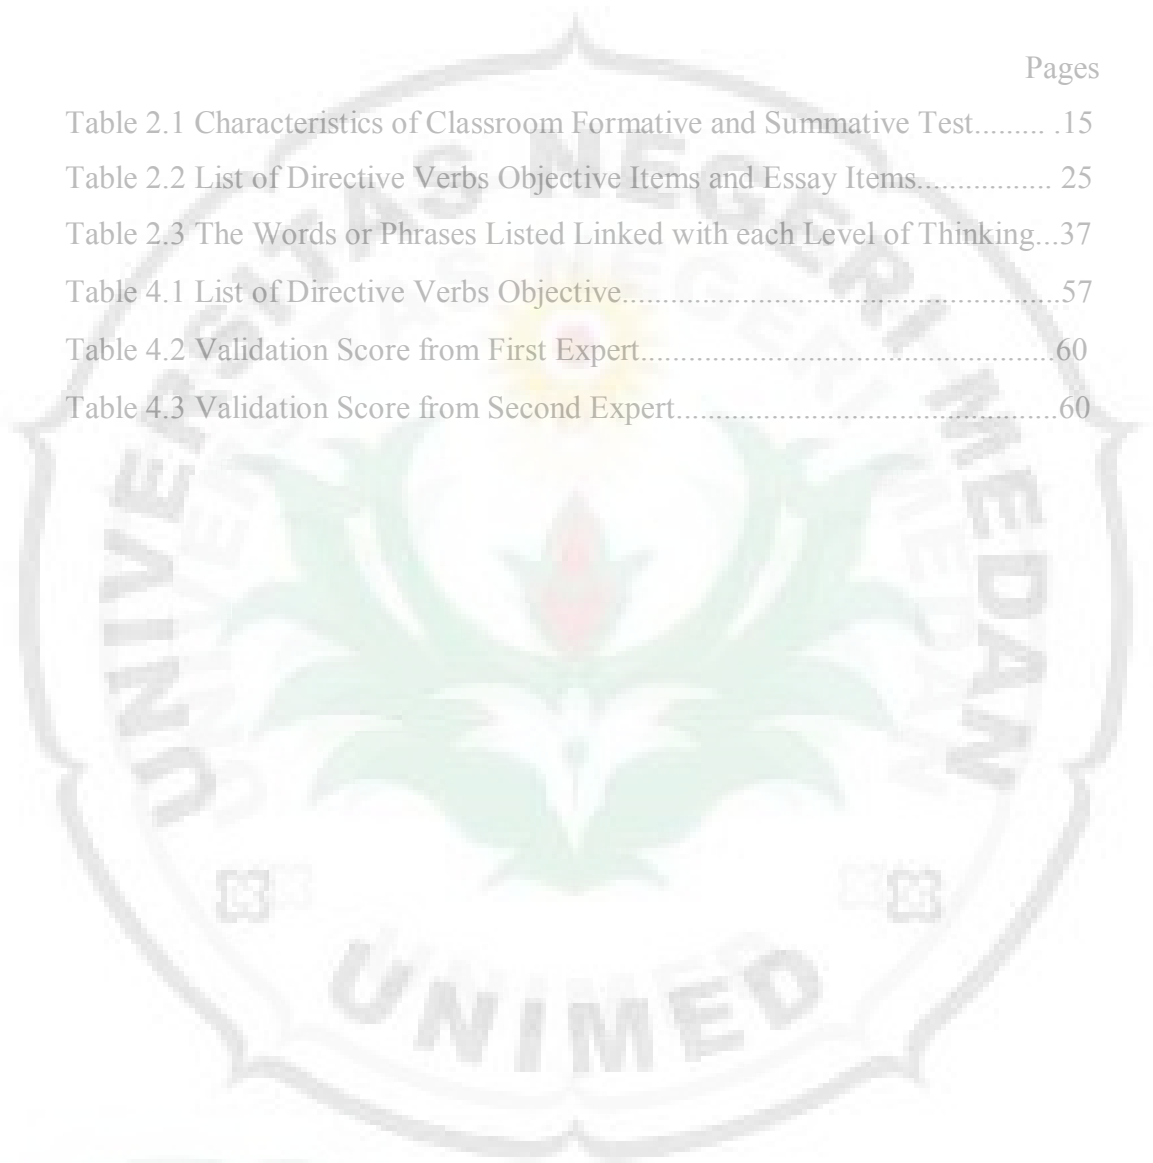 Pages
Table 2.1 Characteristics of Classroom Formative and Summative Test......... .15
Table 2.2 List of Directive Verbs Objective Items and Essay Items................. 25
Table 2.3 The Words or Phrases Listed Linked with each Level of Thinking...37
Table 4.1 List of Directive Verbs Objective.......................................................57
Table 4.2 Validation Score from First Expert....................................................60
Table 4.3 Validation Score from Second Expert................................................60
UNIVERSITAS NEGERI MEDAN
UNIMED